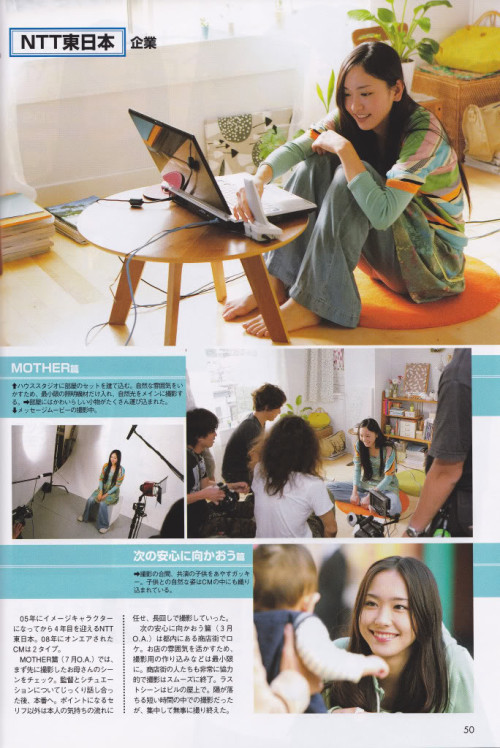 NTT東日本 企業
MOTHER篇
⬆ハウススタジオに部屋のセットを建て込む。自然な雰囲気をい
かすため、最小限の照明機材だけ入れ、自然光をメインに撮影す
る。➡部屋にはかわいらしい小物がたくさん運び込まれた。
⬇メッセージムービーの撮影中。
次の安心に向かおう篇
➡撮影の合間、共演の子供をあやすガッキ
ー。子供との自然な姿はCMの中にも織り
込まれている。
05年にイメージキャラクター
になってから4年目を迎えるNTT
東日本。08年にオンエアされた
CMは2タイプ。
MOTHER篇(7月O.A.)では、
まず先に撮影したお母さんのシー
ンをチェック。監督とシチュエー
ションについてじっくり話し合っ
た後、本番へ。ポイントになるセ
リフ以外は本人の気持ちの流れに
任せ、長回しで撮影していった。
次の安心に向かおう篇(3月
O.A.)は都内にある商店街でロ
ケ。お店の雰囲気を活かすため、
撮影用の作り込みなどは最小限
に。商店街の人たちも非常に協力
的で撮影はスムーズに終了。ラス
トシーンはビルの屋上で。陽が落
ちる短い時間の中での撮影だった
が、集中して無事に撮り終えた。
50